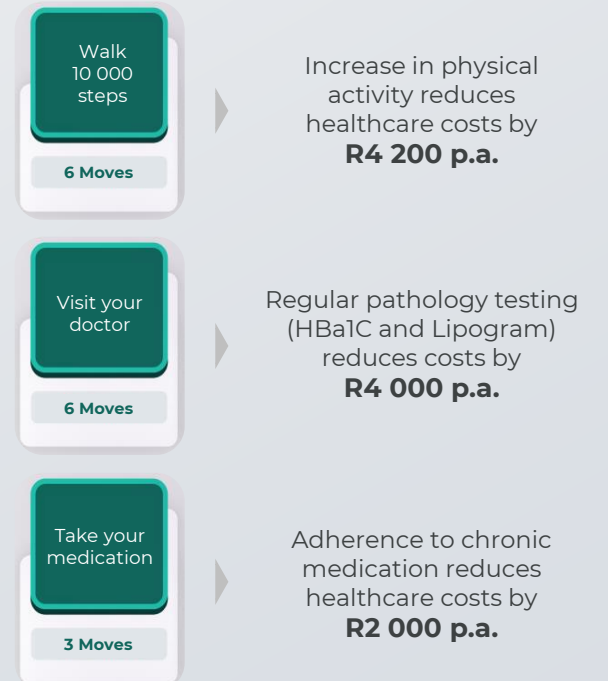 Walk
10 000
steps
6 Moves
Increase in physical
activity reduces
healthcare costs by
R4 200 p.a.
Visit your
doctor
6 Moves
Regular pathology testing
(HBa1C and Lipogram)
reduces costs by
R4 000 p.a.
Take your
medication
3 Moves
Adherence to chronic
medication reduces
healthcare costs by
R2 000 p.a.